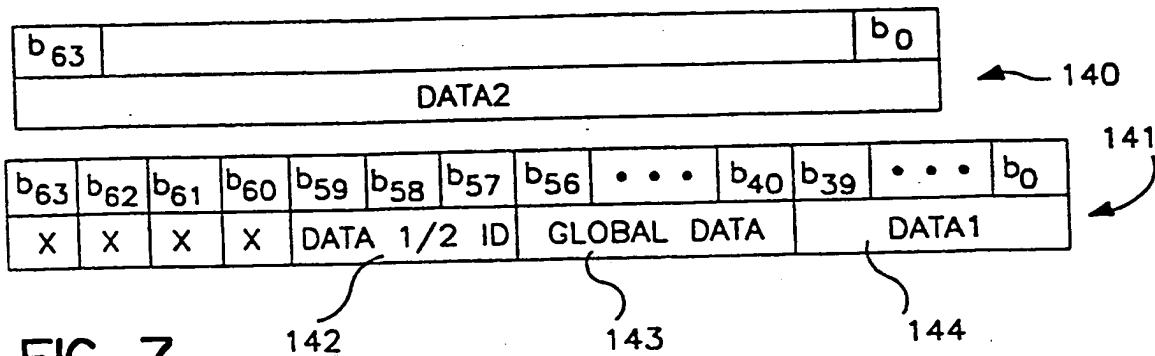 b63 b0
DATA2
140
141
b63 b62 b61 b60 b59 b58 b57 b56 • • • b40 b39 • • • b0
X X X X DATA 1/2 ID GLOBAL DATA DATA1
142 143 144
FIG. 7